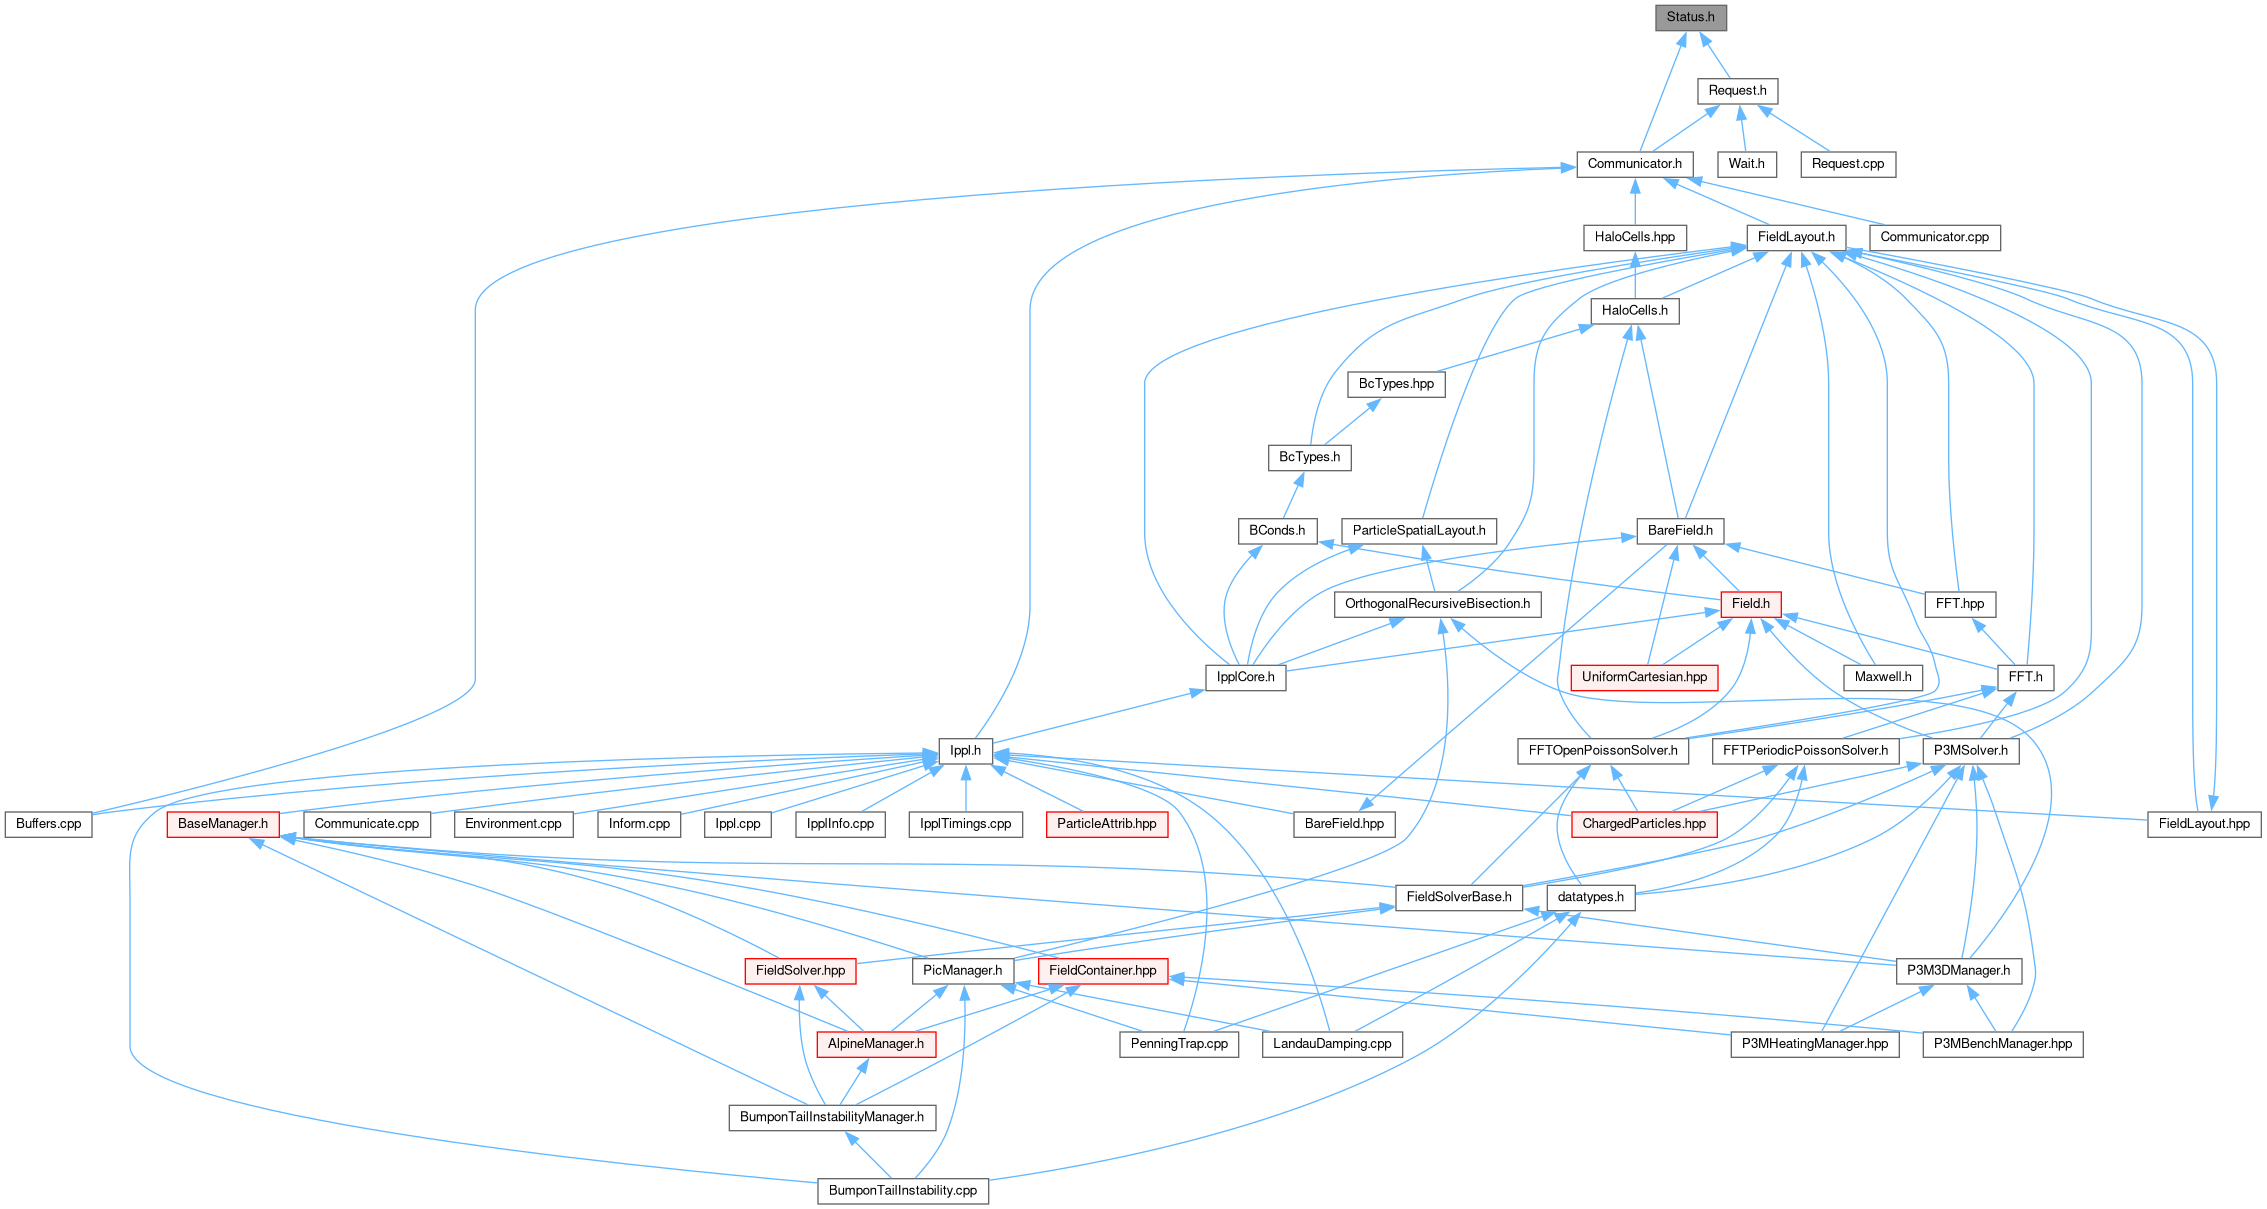 Status.h
Request.h
Communicator.h
Wait.h
Request.cpp
HaloCells.hpp
FieldLayout.h
Communicator.cpp
HaloCells.h
BcTypes.hpp
BcTypes.h
BConds.h
ParticleSpatialLayout.h
BareField.h
OrthogonalRecursiveBisection.h
Field.h
FFT.hpp
IpplCore.h
UniformCartesian.hpp
Maxwell.h
FFT.h
Ippl.h
FFTOpenPoissonSolver.h
FFTPeriodicPoissonSolver.h
P3MSolver.h
Buffers.cpp
BaseManager.h
Communicate.cpp
Environment.cpp
Inform.cpp
Ippl.cpp
IpplInfo.cpp
IpplTimings.cpp
ParticleAttrib.hpp
BareField.hpp
ChargedParticles.hpp
FieldLayout.hpp
FieldSolverBase.h
datatypes.h
FieldSolver.hpp
PicManager.h
FieldContainer.hpp
P3M3DManager.h
AlpineManager.h
PenningTrap.cpp
LandauDamping.cpp
P3MHeatingManager.hpp
P3MBenchManager.hpp
BumponTailInstabilityManager.h
BumponTailInstability.cpp